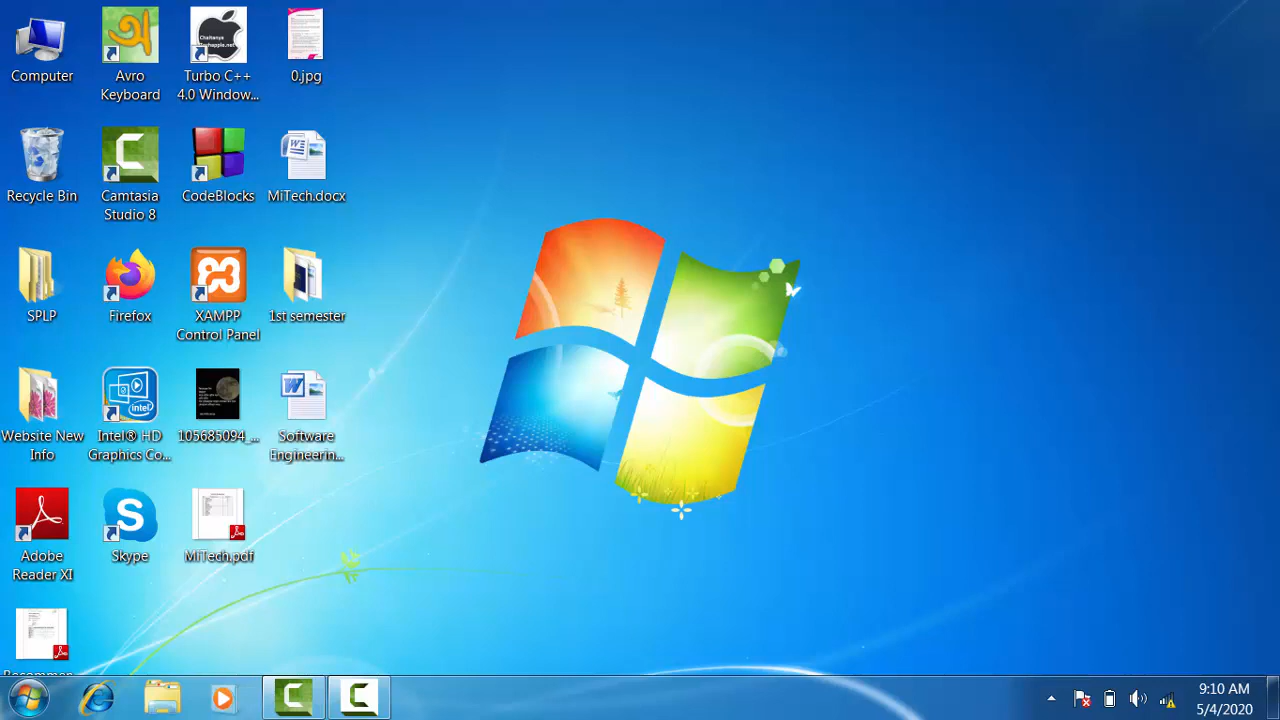 Computer
Avro
Keyboard
Chaitanya
Turbo C++
4.0 Window...
0.jpg
Recycle Bin
Camtasia
Studio 8
CodeBlocks
MiTech.docx
SPLP
Firefox
XAMPP
Control Panel
1st semester
Website New
Info
Intel® HD
Graphics Co...
105685094_...
Software
Engineerin...
Adobe
Reader XI
Skype
MiTech.pdf
9:10 AM
5/4/2020